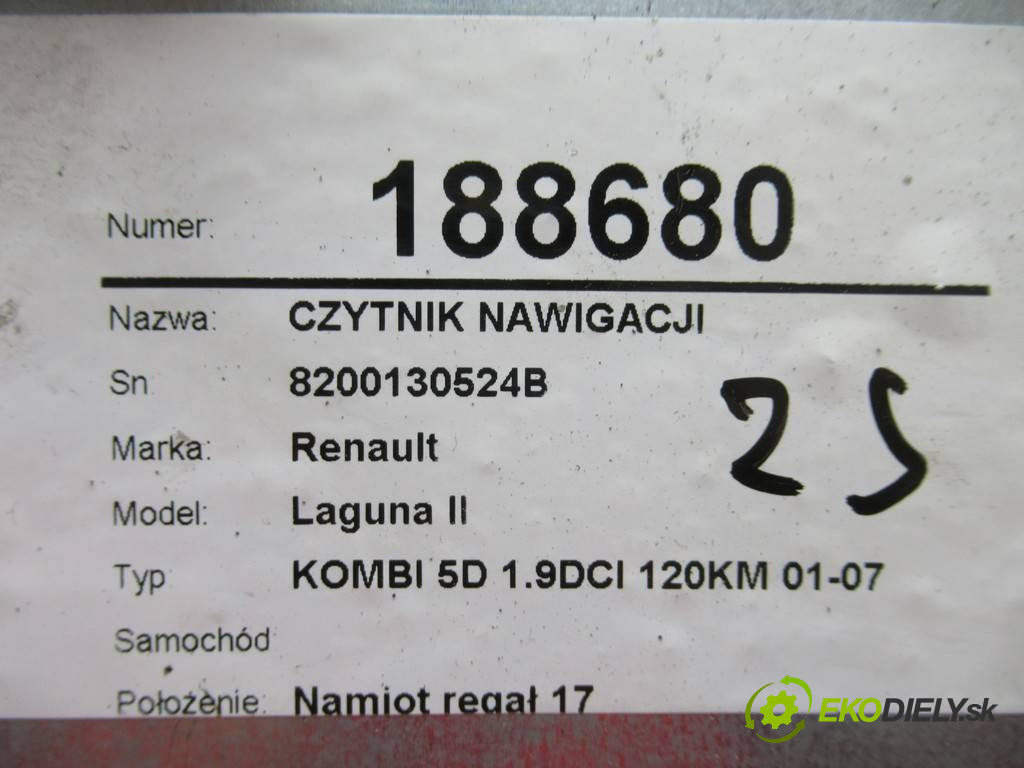 Numer: 188680
Nazwa: CZYTNIK NAWIGACJI
Sn 8200130524B
25
Marka: Renault
Model: Laguna II
Typ KOMBI 5D 1.9DCI 120KM 01-07
Samochód
Położenie: Namiot regał 17
EKODIELY.sk